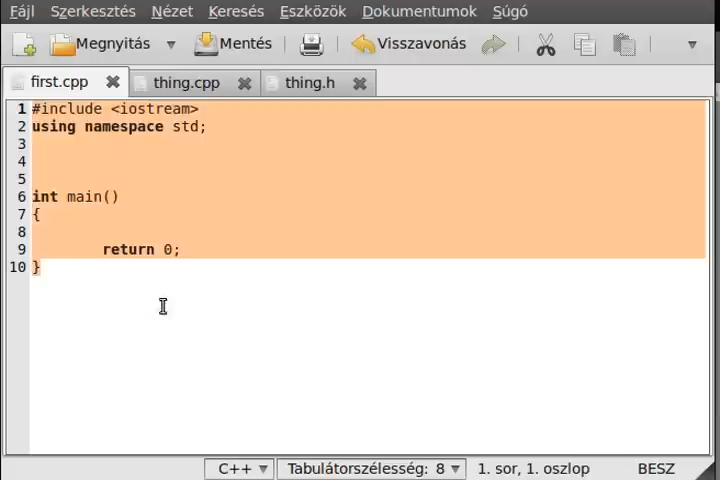 Fájl Szerkesztés Nézet Keresés Eszközök Dokumentumok Súgó
Megnyitás Mentés Visszavonás
first.cpp thing.cpp thing.h
1 #include <iostream>
2 using namespace std;
3
4
5
6 int main()
7 {
8
9 return 0;
10 }
C++ Tabulátorszélesség: 8 1. sor, 1. oszlop BESZ